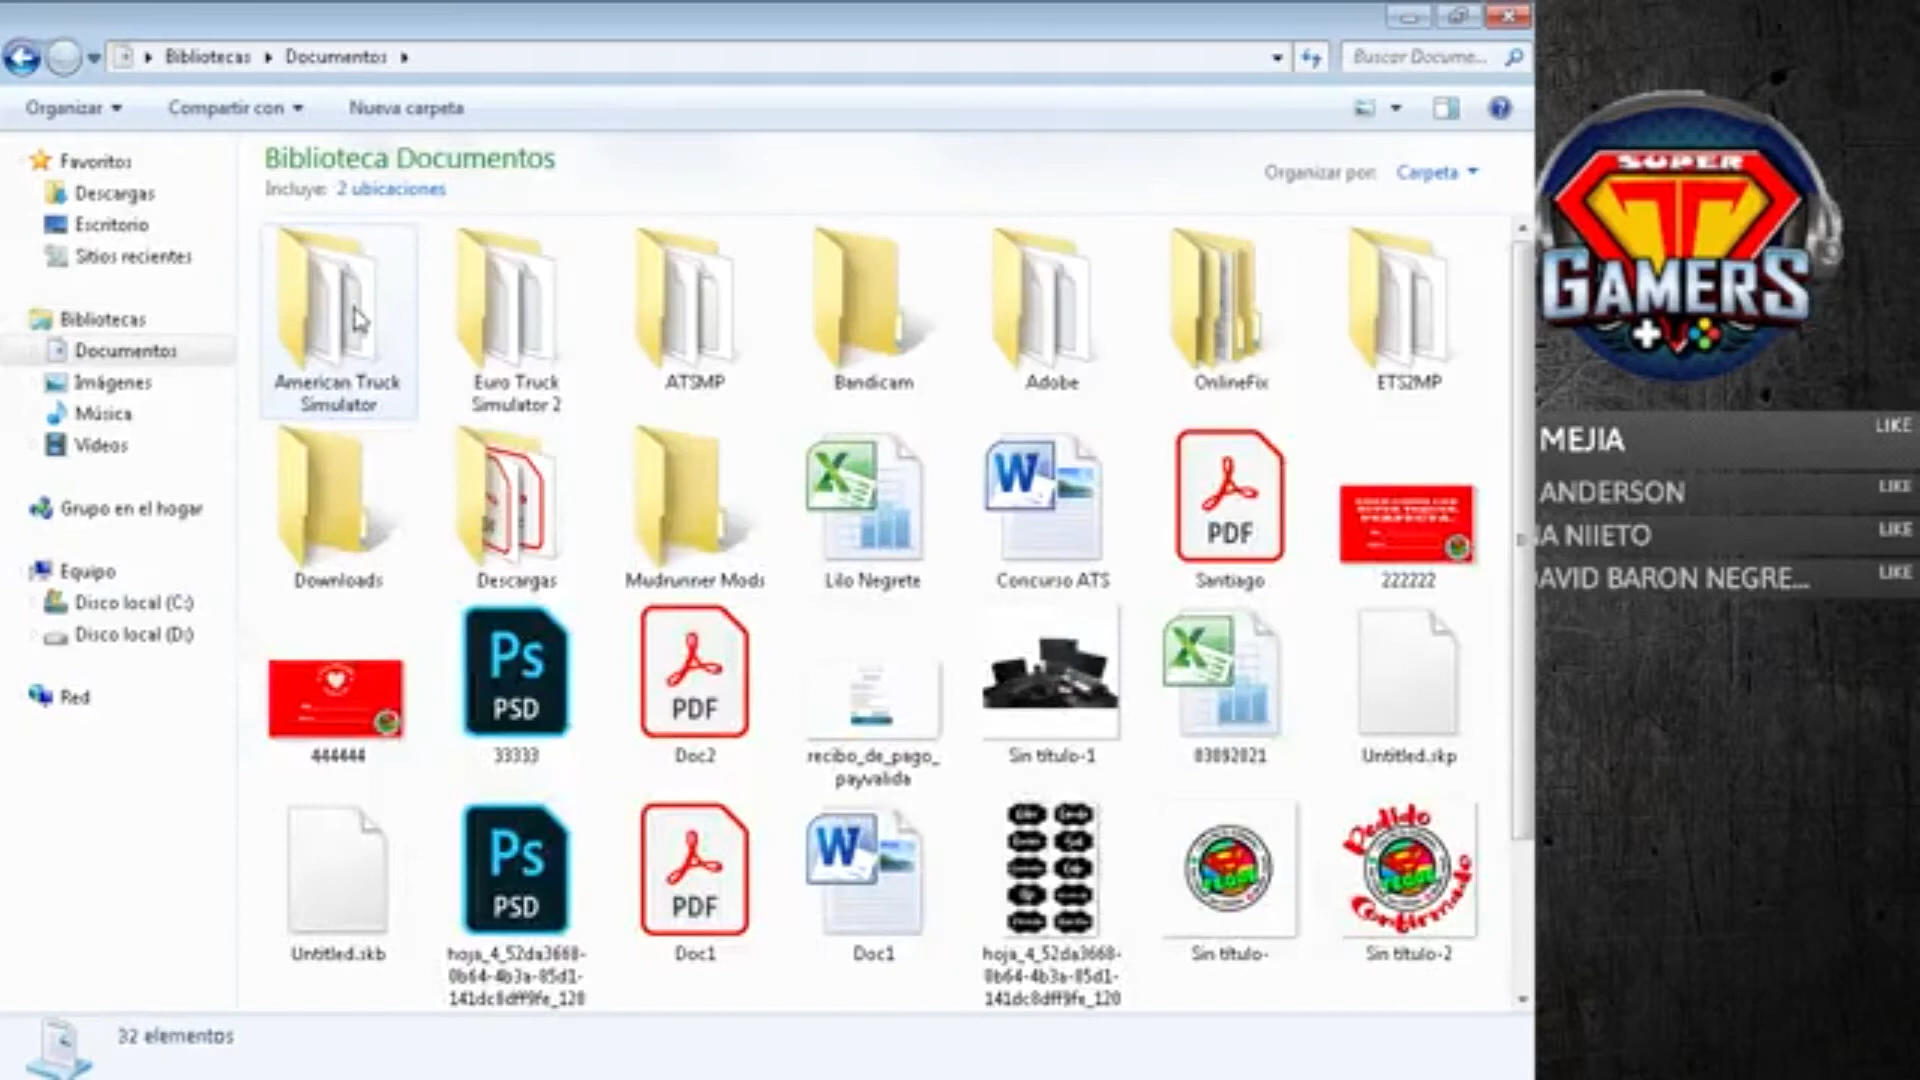 Bibliotecas
Documentos
Buscar Docume...
Organizar
Compartir con
Nueva carpeta
Favoritos
Descargas
Escritorio
Sitios recientes
Bibliotecas
Documentos
Imágenes
Música
Vídeos
Grupo en el hogar
Equipo
Disco local (C:)
Disco local (D:)
Red
Biblioteca Documentos
Incluye: 2 ubicaciones
Organizar por: Carpeta
American Truck
Simulator
Euro Truck
Simulator 2
ATSMP
Bandicam
Adobe
OnlineFix
ETS2MP
Downloads
Descargas
Mudrunner Mods
Lilo Negrete
Concurso ATS
PDF
Santiago
222222
444444
Ps
PSD
33333
PDF
Doc2
recibo_de_pago_
payvalida
Sin título-1
03092021
Untitled.skp
Untitled.skb
Ps
PSD
hoja_4_52da3668-
0b64-4b3a-85d1-
141dc8dff9fe_120
PDF
Doc1
Doc1
hoja_4_52da3668-
0b64-4b3a-85d1-
141dc8dff9fe_120
Sin título-
Pedido
Confirmado
Sin título-2
32 elementos
SUPER
GAMERS
MEJIA LIKE
ANDERSON LIKE
A NIIETO LIKE
AVID BARON NEGRE... LIKE